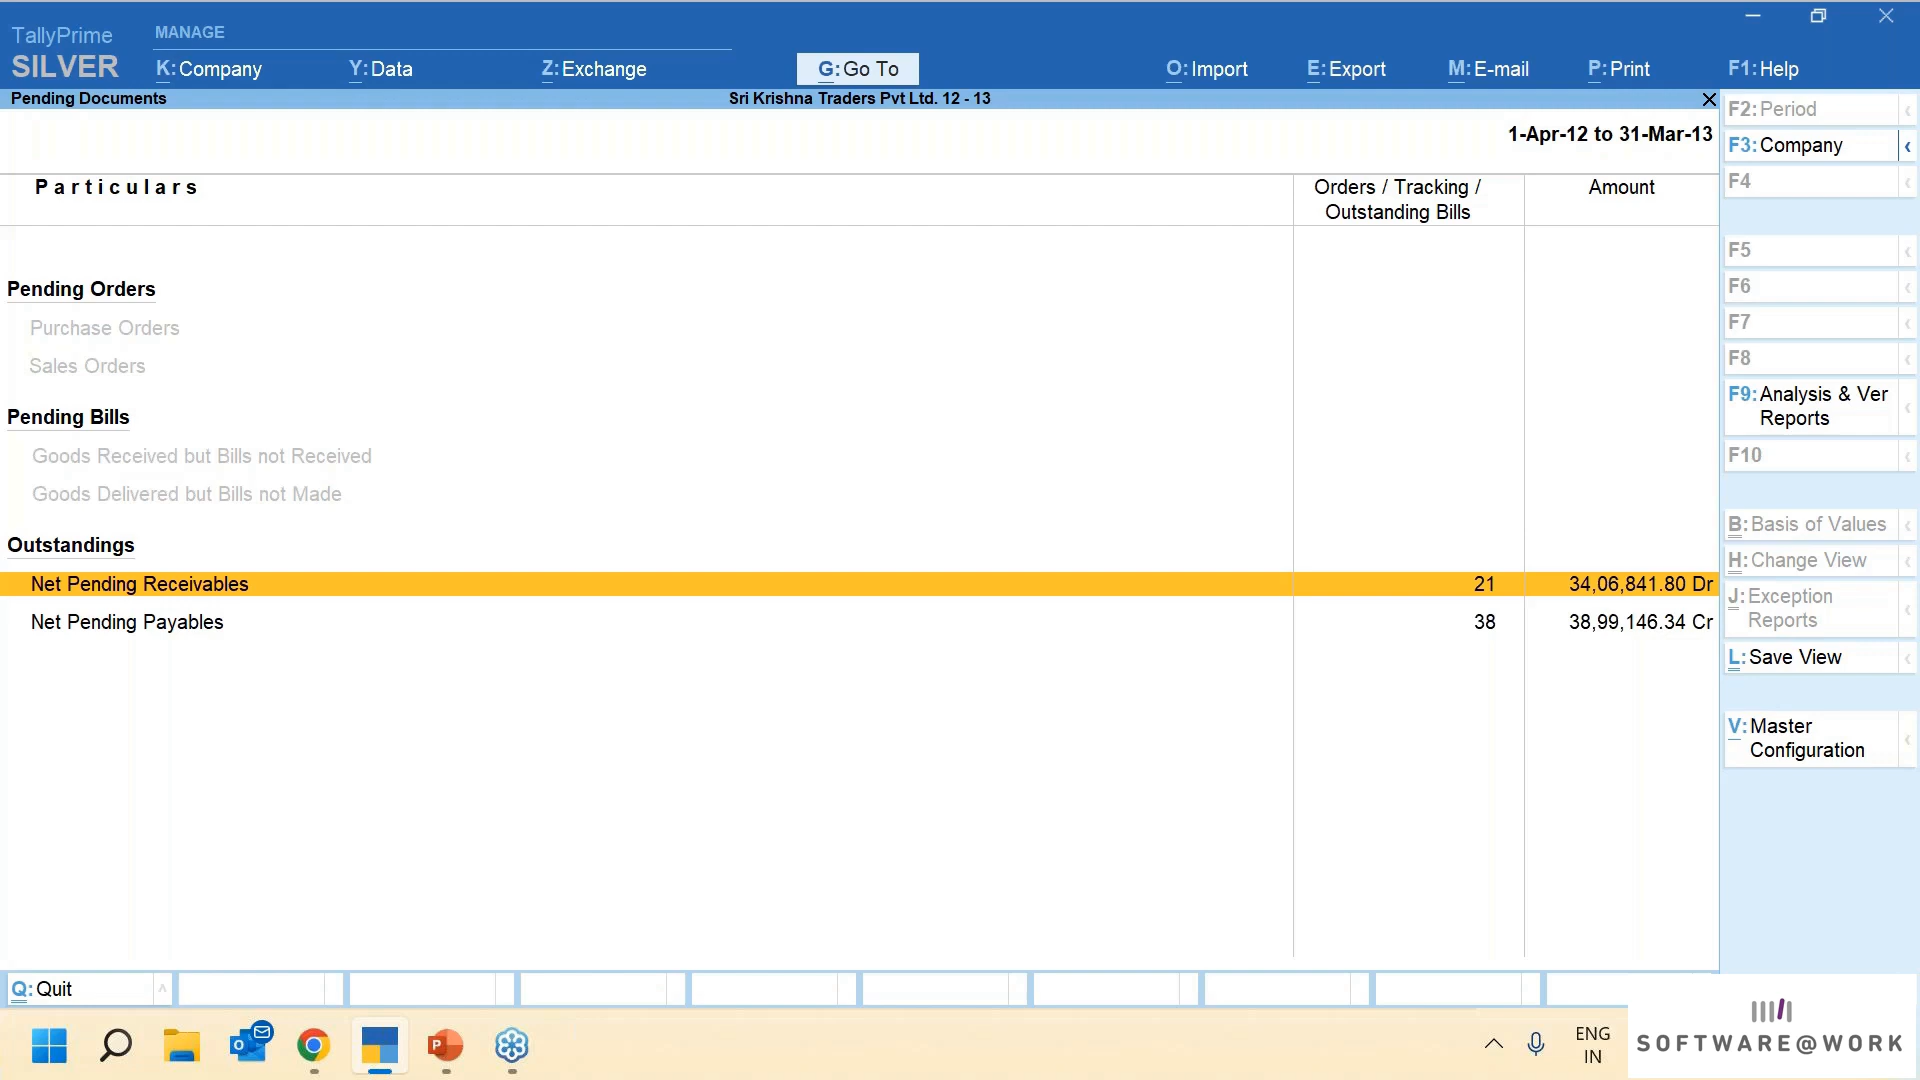 TallyPrime
SILVER
MANAGE
K:Company
Y:Data
Z:Exchange
G:Go To
O:Import
E:Export
M:E-mail
P:Print
F1:Help
Pending Documents
Sri Krishna Traders Pvt Ltd. 12 - 13
1-Apr-12 to 31-Mar-13
Particulars
Orders / Tracking /
Outstanding Bills
Amount
Pending Orders
Purchase Orders
Sales Orders
Pending Bills
Goods Received but Bills not Received
Goods Delivered but Bills not Made
Outstandings
Net Pending Receivables 21 34,06,841.80 Dr
Net Pending Payables 38 38,99,146.34 Cr
F2:Period
F3:Company
F4
F5
F6
F7
F8
F9:Analysis & Ver
Reports
F10
B:Basis of Values
H:Change View
J:Exception
Reports
L:Save View
V:Master
Configuration
Q:Quit
ENG
IN
SOFTWARE@WORK